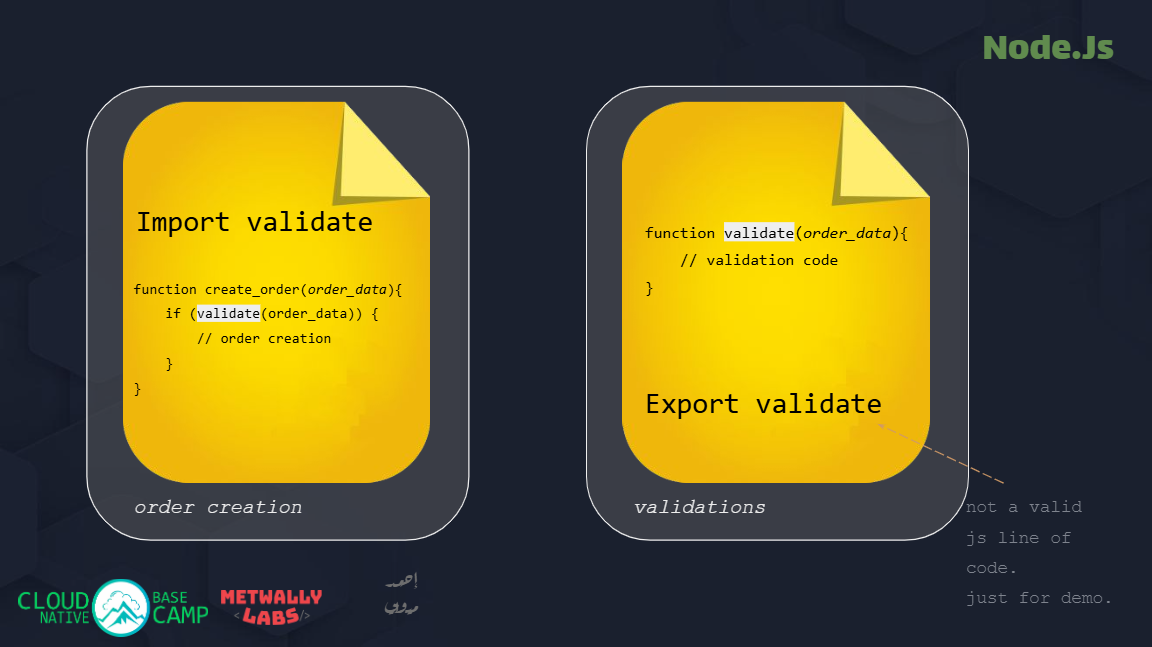 Node.Js
Import validate
function create_order(order_data){
if (validate(order_data)) {
// order creation
}
}
order creation
function validate(order_data){
// validation code
}
Export validate
validations
not a valid
js line of
code.
just for demo.
CLOUD NATIVE BASE CAMP
METWALLY
<LABS/>